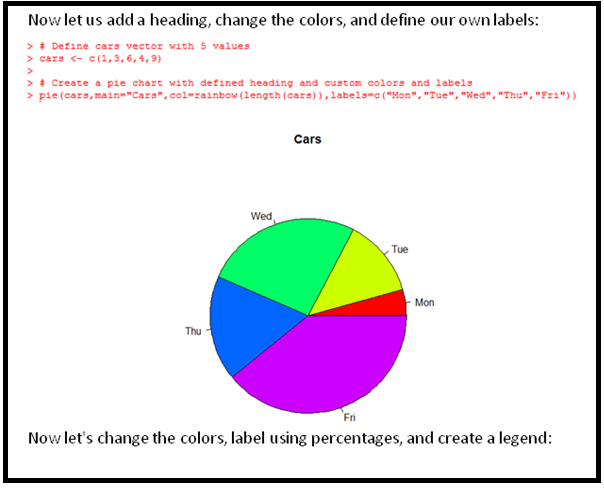 Now let us add a heading, change the colors, and define our own labels:
> # Define cars vector with 5 values
> cars <- c(1,3,6,4,9)
>
> # Create a pie chart with defined heading and custom colors and labels
> pie(cars,main="Cars",col=rainbow(length(cars)),labels=c("Mon","Tue","Wed","Thu","Fri"))
Cars
Wed
Tue
Mon
Thu
Fri
Now let's change the colors, label using percentages, and create a legend: